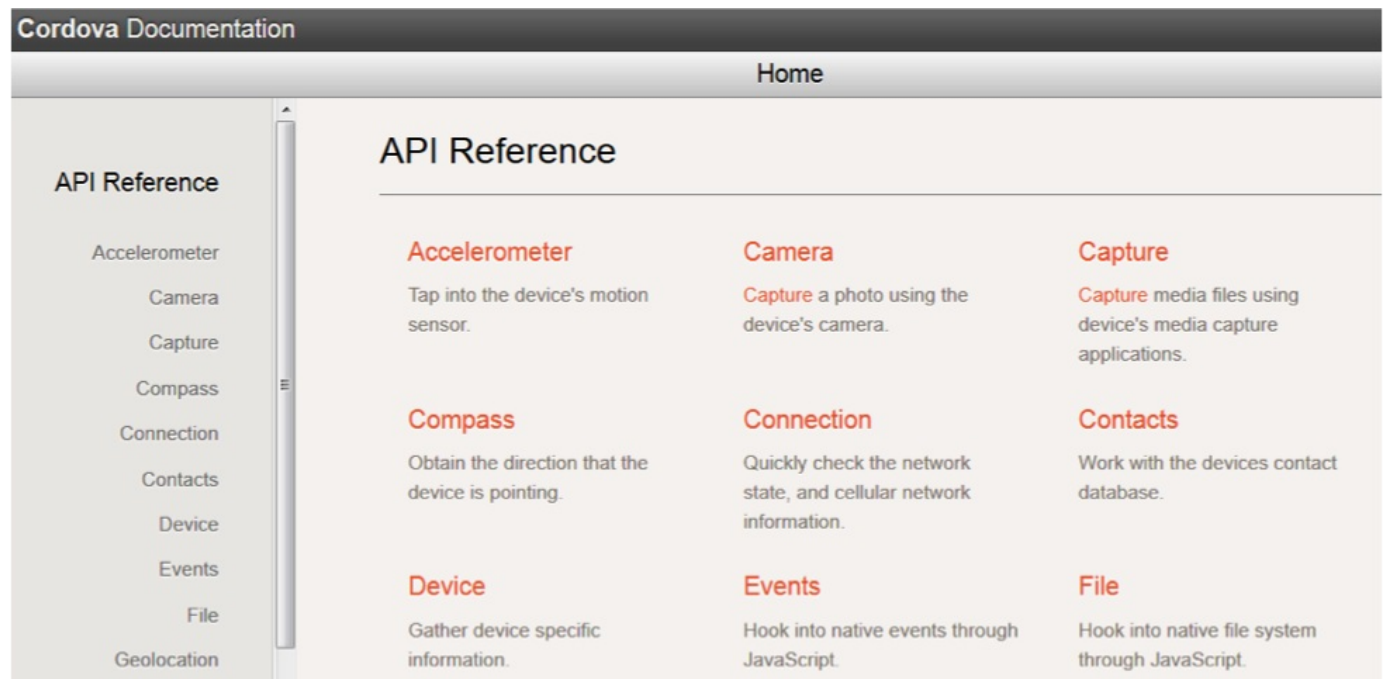 Cordova Documentation
Home
API Reference
Accelerometer
Camera
Capture
Compass
Connection
Contacts
Device
Events
File
Geolocation
API Reference
Accelerometer
Tap into the device's motion
sensor.
Camera
Capture a photo using the
device's camera.
Capture
Capture media files using
device's media capture
applications.
Compass
Obtain the direction that the
device is pointing.
Connection
Quickly check the network
state, and cellular network
information.
Contacts
Work with the devices contact
database.
Device
Gather device specific
information.
Events
Hook into native events through
JavaScript.
File
Hook into native file system
through JavaScript.